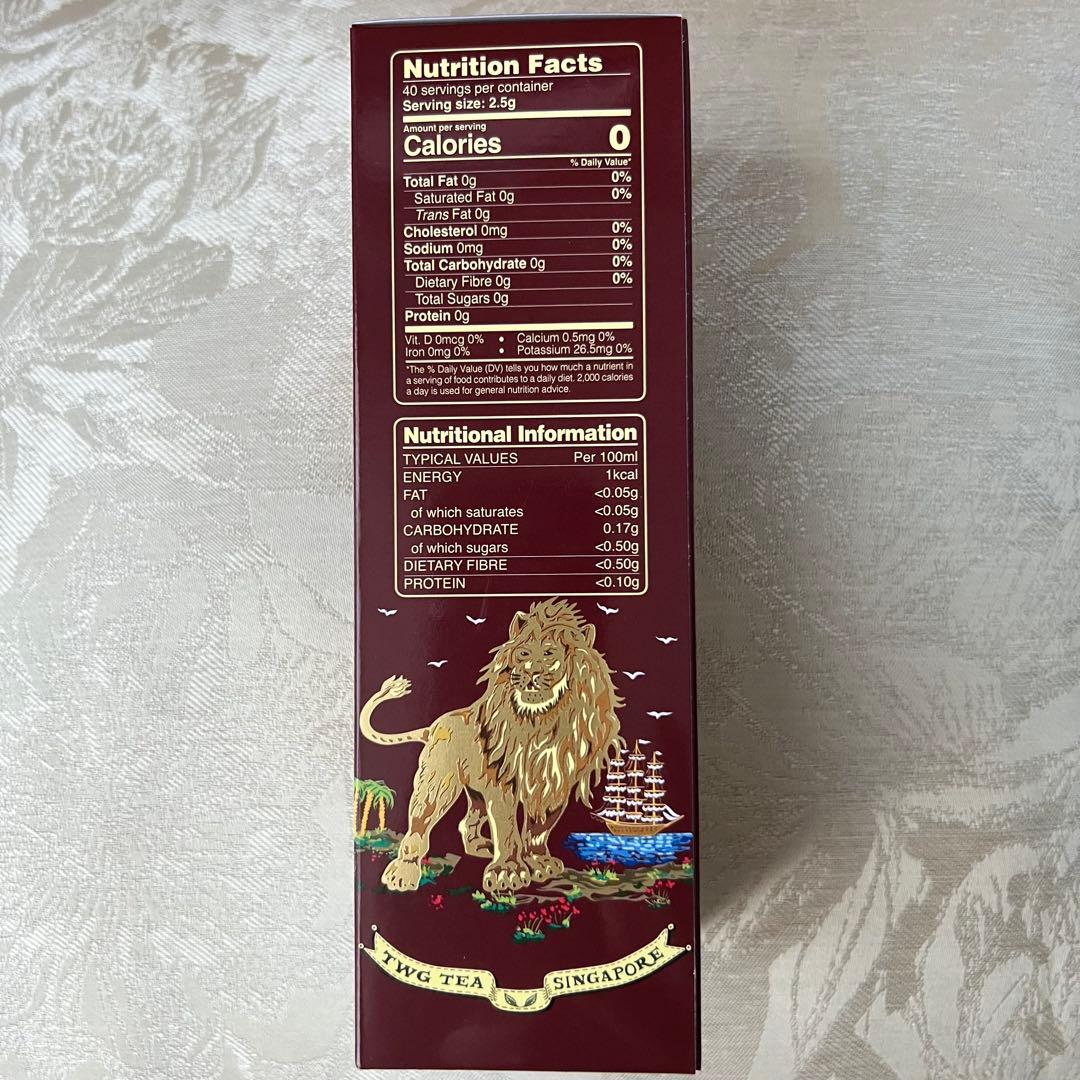 Nutrition Facts
40 servings per container
Serving size: 2.5g
Amount per serving
Calories 0
% Daily Value*
Total Fat 0g 0%
Saturated Fat 0g 0%
Trans Fat 0g
Cholesterol 0mg 0%
Sodium 0mg 0%
Total Carbohydrate 0g 0%
Dietary Fibre 0g 0%
Total Sugars 0g
Protein 0g
Vit. D 0mcg 0% • Calcium 0.5mg 0%
Iron 0mg 0% • Potassium 26.5mg 0%
*The % Daily Value (DV) tells you how much a nutrient in
a serving of food contributes to a daily diet. 2,000 calories
a day is used for general nutrition advice.
Nutritional Information
TYPICAL VALUES Per 100ml
ENERGY 1kcal
FAT <0.05g
of which saturates <0.05g
CARBOHYDRATE 0.17g
of which sugars <0.50g
DIETARY FIBRE <0.50g
PROTEIN <0.10g
TWG TEA SINGAPORE